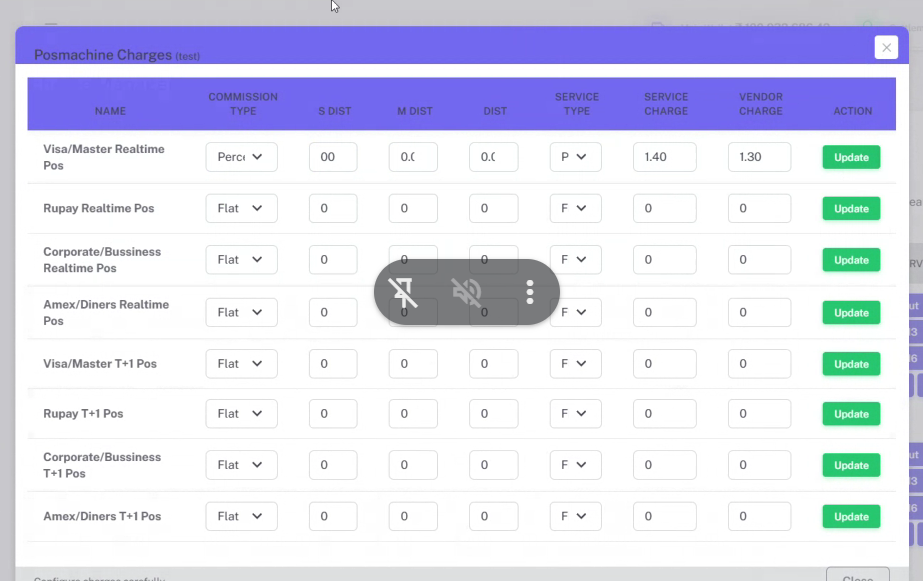 Posmachine Charges (test)
NAME COMMISSION TYPE S DIST M DIST DIST SERVICE TYPE SERVICE CHARGE VENDOR CHARGE ACTION
Visa/Master Realtime Pos Perce 00 0.0 0.0 P 1.40 1.30 Update
Rupay Realtime Pos Flat 0 0 0 F 0 0 Update
Corporate/Bussiness Realtime Pos Flat 0 0 0 F 0 0 Update
Amex/Diners Realtime Pos Flat 0 0 0 F 0 0 Update
Visa/Master T+1 Pos Flat 0 0 0 F 0 0 Update
Rupay T+1 Pos Flat 0 0 0 F 0 0 Update
Corporate/Bussiness T+1 Pos Flat 0 0 0 F 0 0 Update
Amex/Diners T+1 Pos Flat 0 0 0 F 0 0 Update
Configure charges carefully Close